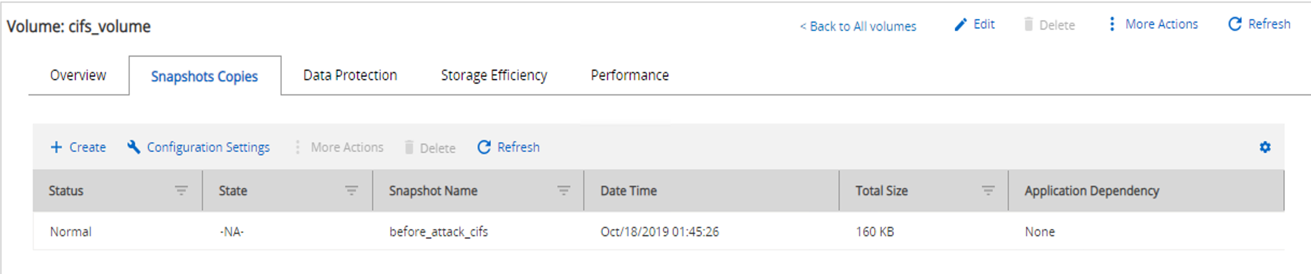 Volume: cifs_volume < Back to All volumes Edit Delete More Actions Refresh
Overview Snapshots Copies Data Protection Storage Efficiency Performance
+ Create Configuration Settings More Actions Delete Refresh
Status State Snapshot Name Date Time Total Size Application Dependency
Normal -NA- before_attack_cifs Oct/18/2019 01:45:26 160 KB None